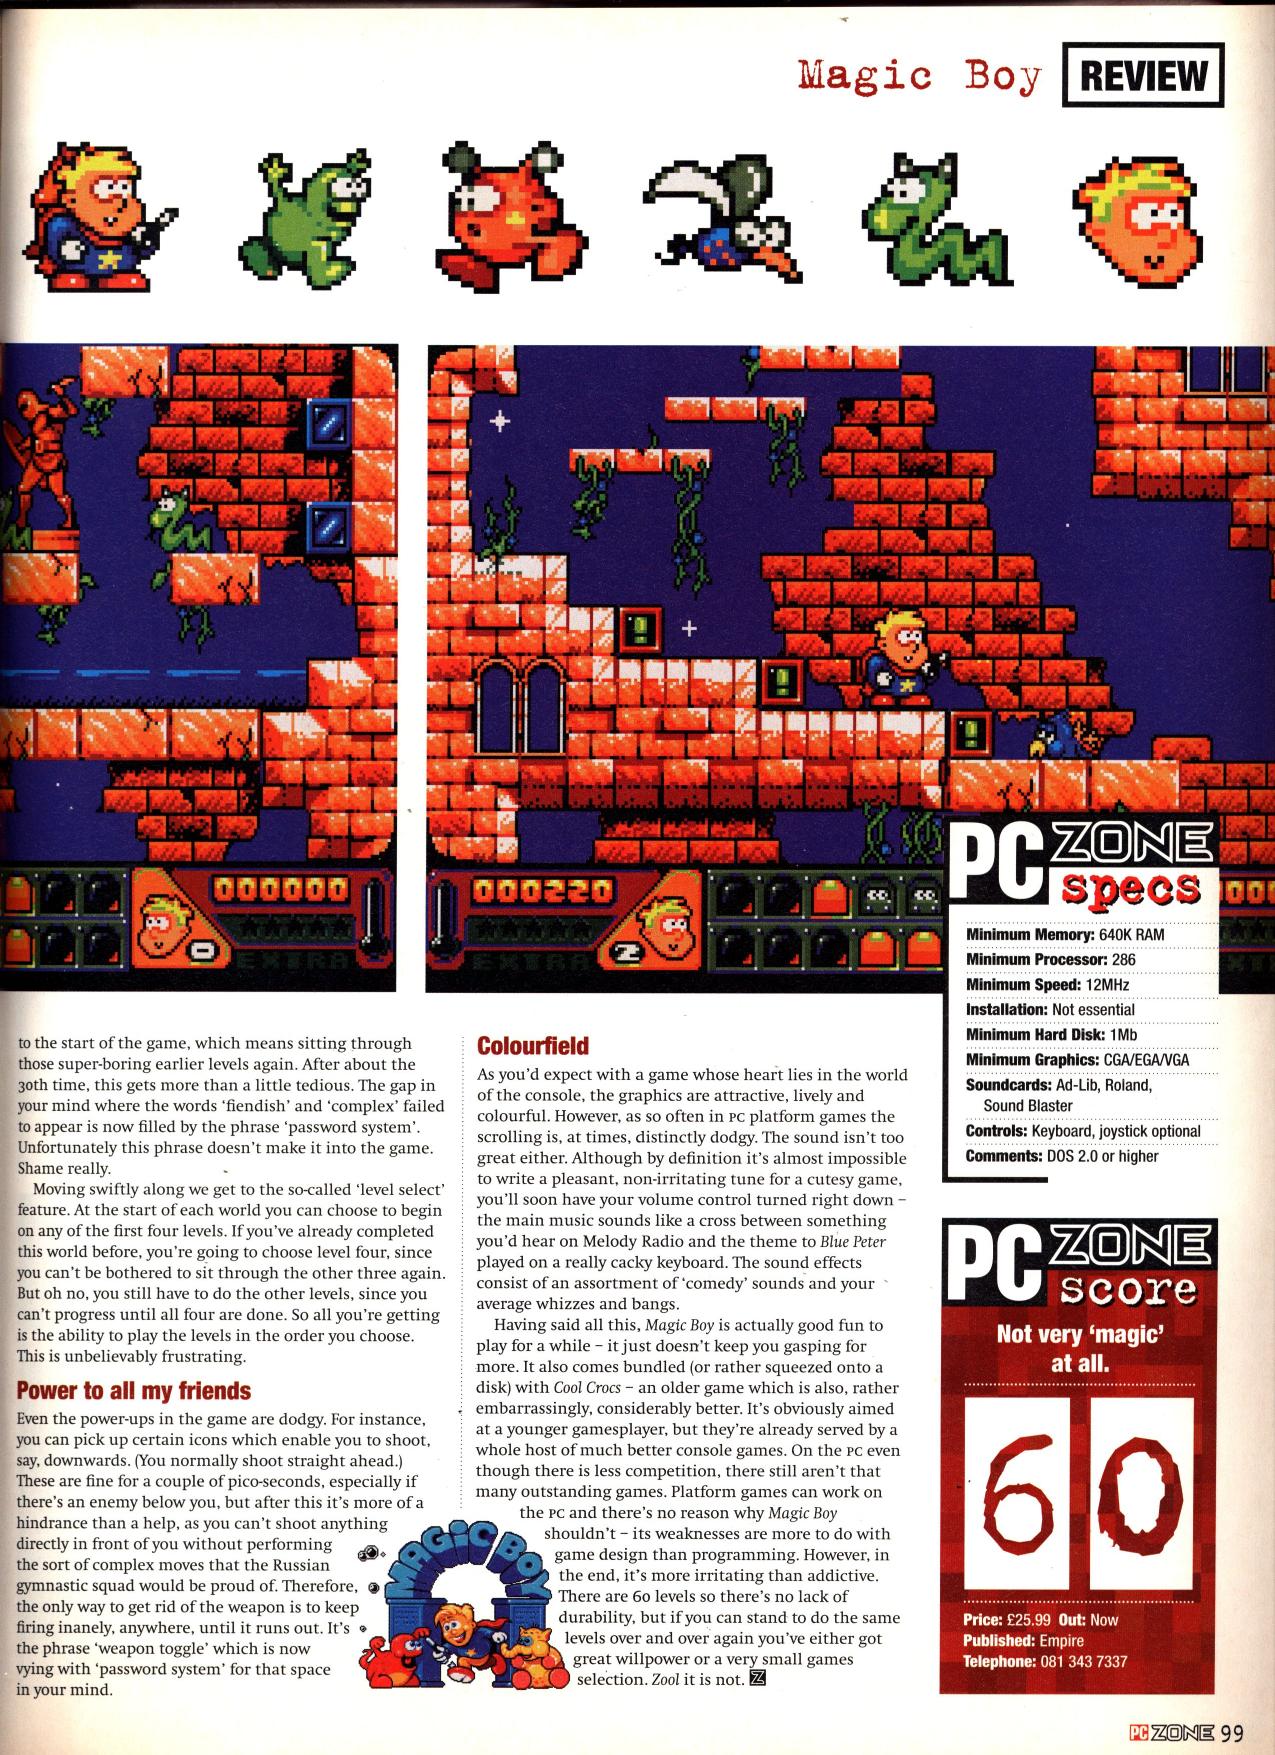 Magic Boy REVIEW
000000
EXTRA
0
000220
EXTRA
2
to the start of the game, which means sitting through
those super-boring earlier levels again. After about the
30th time, this gets more than a little tedious. The gap in
your mind where the words ‘fiendish’ and ‘complex’ failed
to appear is now filled by the phrase ‘password system’.
Unfortunately this phrase doesn’t make it into the game.
Shame really.
Moving swiftly along we get to the so-called ‘level select’
feature. At the start of each world you can choose to begin
on any of the first four levels. If you’ve already completed
this world before, you’re going to choose level four, since
you can’t be bothered to sit through the other three again.
But oh no, you still have to do the other levels, since you
can’t progress until all four are done. So all you’re getting
is the ability to play the levels in the order you choose.
This is unbelievably frustrating.
Power to all my friends
Even the power-ups in the game are dodgy. For instance,
you can pick up certain icons which enable you to shoot,
say, downwards. (You normally shoot straight ahead.)
These are fine for a couple of pico-seconds, especially if
there’s an enemy below you, but after this it’s more of a
hindrance than a help, as you can’t shoot anything
directly in front of you without performing
the sort of complex moves that the Russian
gymnastic squad would be proud of. Therefore,
the only way to get rid of the weapon is to keep
firing inanely, anywhere, until it runs out. It’s
the phrase ‘weapon toggle’ which is now
vying with ‘password system’ for that space
in your mind.
Colourfield
As you’d expect with a game whose heart lies in the world
of the console, the graphics are attractive, lively and
colourful. However, as so often in PC platform games the
scrolling is, at times, distinctly dodgy. The sound isn’t too
great either. Although by definition it’s almost impossible
to write a pleasant, non-irritating tune for a cutesy game,
you’ll soon have your volume control turned right down –
the main music sounds like a cross between something
you’d hear on Melody Radio and the theme to Blue Peter
played on a really cacky keyboard. The sound effects
consist of an assortment of ‘comedy’ sounds and your
average whizzes and bangs.
Having said all this, Magic Boy is actually good fun to
play for a while – it just doesn’t keep you gasping for
more. It also comes bundled (or rather squeezed onto a
disk) with Cool Crocs – an older game which is also, rather
embarrassingly, considerably better. It’s obviously aimed
at a younger gamesplayer, but they’re already served by a
whole host of much better console games. On the PC even
though there is less competition, there still aren’t that
many outstanding games. Platform games can work on
the PC and there’s no reason why Magic Boy
shouldn’t – its weaknesses are more to do with
game design than programming. However, in
the end, it’s more irritating than addictive.
There are 60 levels so there’s no lack of
durability, but if you can stand to do the same
levels over and over again you’ve either got
great willpower or a very small games
selection. Zool it is not. Z
MAGIC BOY
PC ZONE
specs
Minimum Memory: 640K RAM
Minimum Processor: 286
Minimum Speed: 12MHz
Installation: Not essential
Minimum Hard Disk: 1Mb
Minimum Graphics: CGA/EGA/VGA
Soundcards: Ad-Lib, Roland,
Sound Blaster
Controls: Keyboard, joystick optional
Comments: DOS 2.0 or higher
PC ZONE
score
Not very ‘magic’
at all.
60
Price: £25.99 Out: Now
Published: Empire
Telephone: 081 343 7337
PC ZONE 99